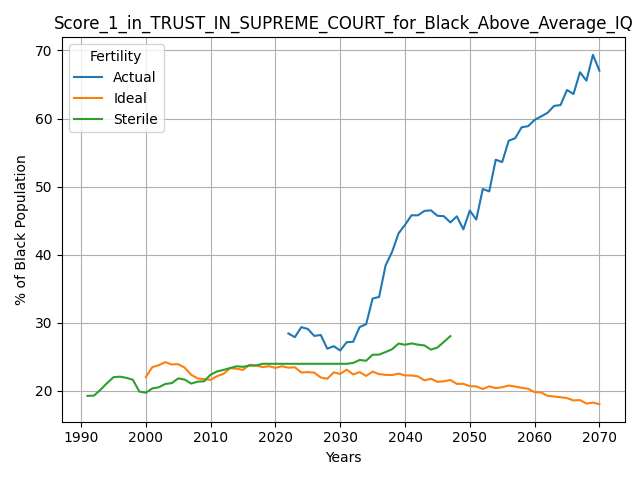 Score_1_in_TRUST_IN_SUPREME_COURT_for_Black_Above_Average_IQ
Fertility
Actual
Ideal
Sterile
% of Black Population
70
60
50
40
30
20
1990 2000 2010 2020 2030 2040 2050 2060 2070
Years